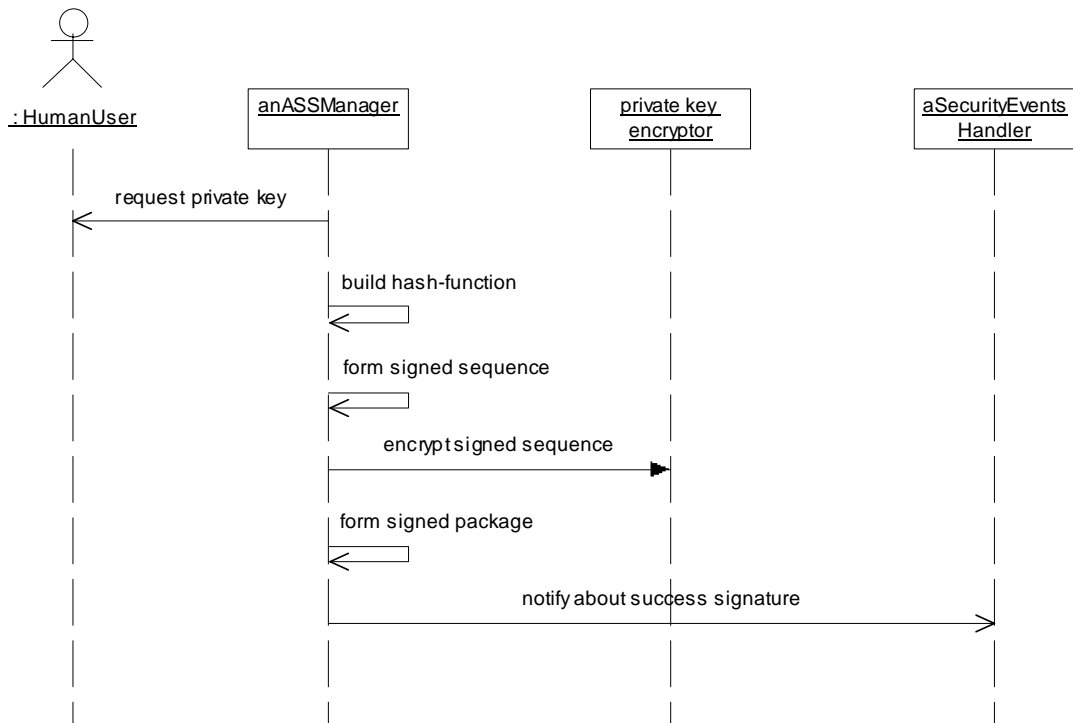 : HumanUser
anASSManager
private key
encryptor
aSecurityEvents
Handler
request private key
build hash-function
form signed sequence
encrypt signed sequence
form signed package
notify about success signature